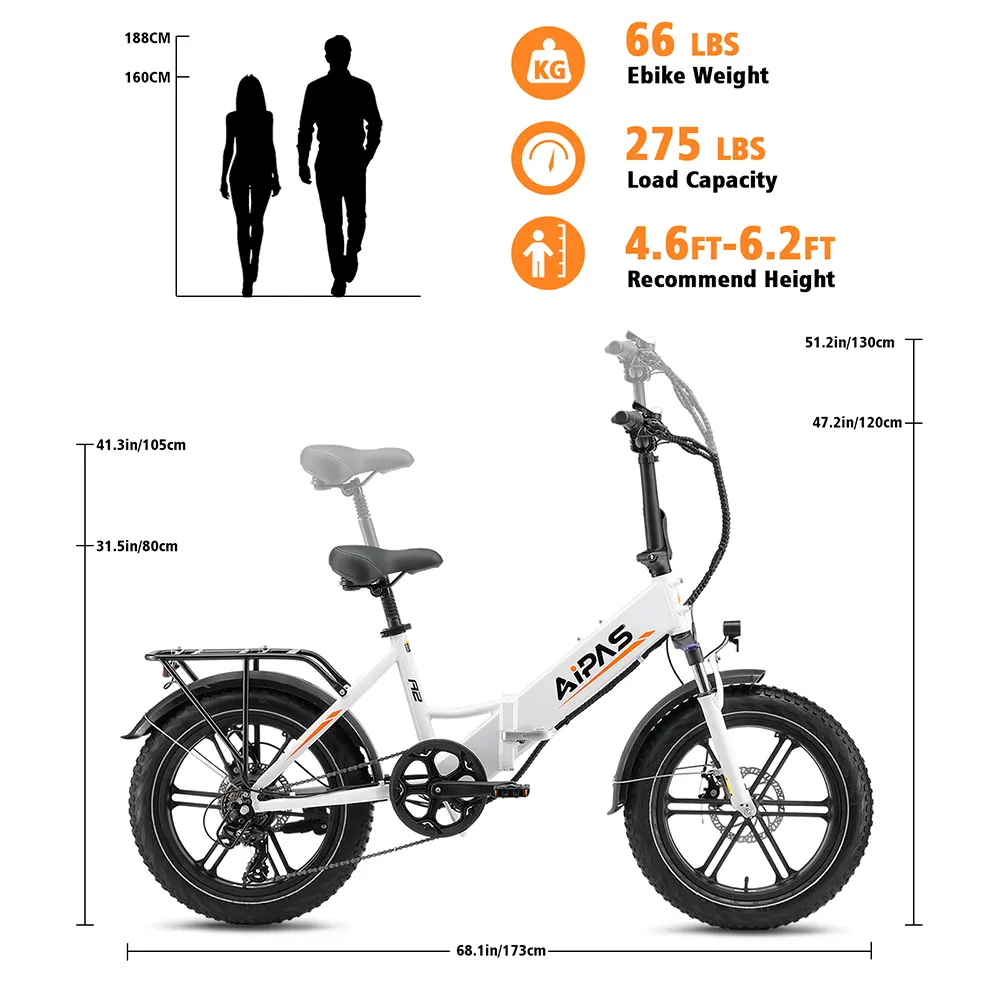 188CM
160CM
KG
66 LBS
Ebike Weight
275 LBS
Load Capacity
4.6FT-6.2FT
Recommend Height
51.2in/130cm
47.2in/120cm
41.3in/105cm
31.5in/80cm
AiPAS
A2
68.1in/173cm